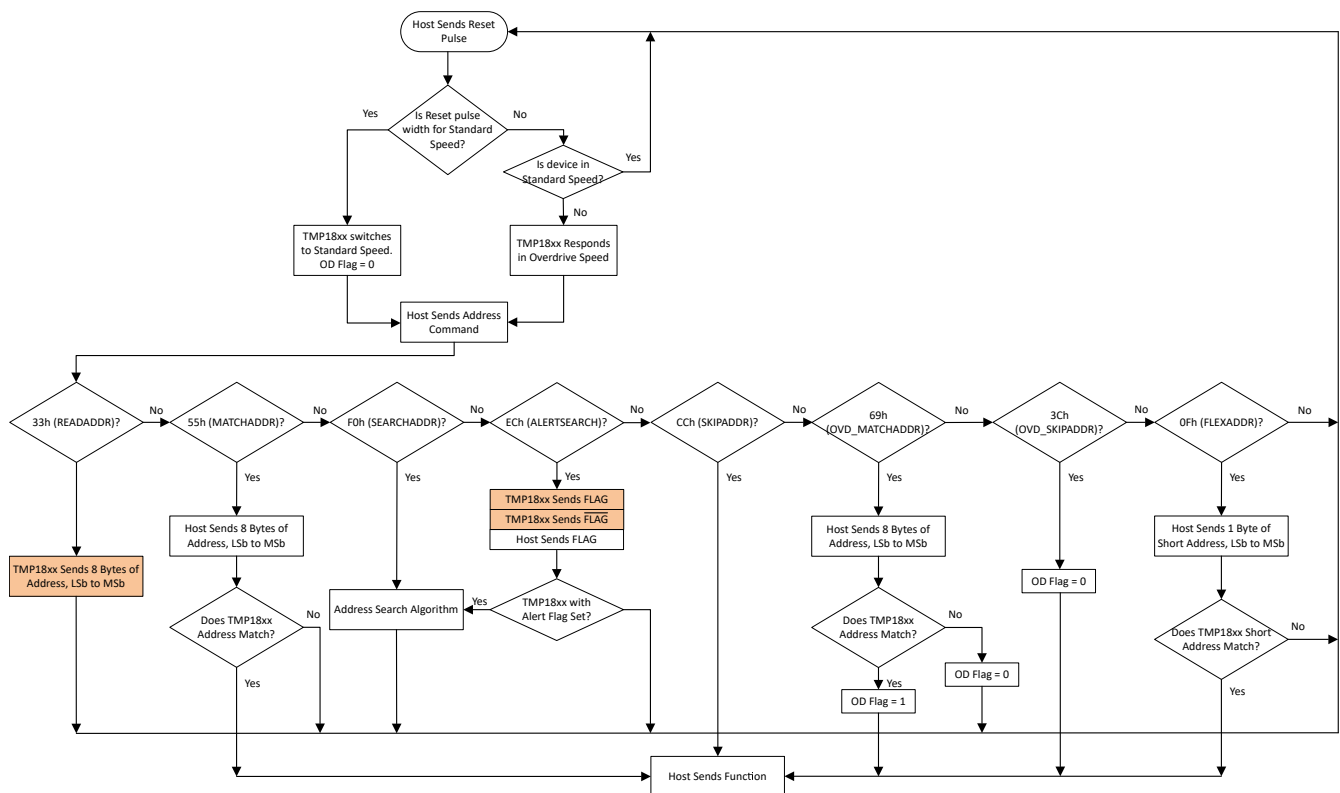 Host Sends Reset
Pulse
Is Reset pulse
width for Standard
Speed?
Yes
No
Is device in
Standard Speed?
Yes
No
TMP18xx switches
to Standard Speed.
OD Flag = 0
TMP18xx Responds
in Overdrive Speed
Host Sends Address
Command
33h (READADDR)?
No
55h (MATCHADDR)?
No
F0h (SEARCHADDR)?
No
ECh (ALERTSEARCH)?
No
CCh (SKIPADDR)?
No
69h
(OVD_MATCHADDR)?
No
3Ch
(OVD_SKIPADDR)?
No
0Fh (FLEXADDR)?
No
Yes
Yes
Yes
Yes
Yes
Yes
Yes
Yes
TMP18xx Sends 8 Bytes of
Address, LSb to MSb
Host Sends 8 Bytes of
Address, LSb to MSb
Does TMP18xx
Address Match?
No
Yes
Address Search Algorithm
TMP18xx Sends FLAG
TMP18xx Sends F̅L̅A̅G̅
Host Sends FLAG
TMP18xx with
Alert Flag Set?
Yes
Host Sends 8 Bytes of
Address, LSb to MSb
Does TMP18xx
Address Match?
No
Yes
OD Flag = 0
OD Flag = 1
OD Flag = 0
Host Sends 1 Byte of
Short Address, LSb to MSb
Does TMP18xx Short
Address Match?
No
Yes
Host Sends Function